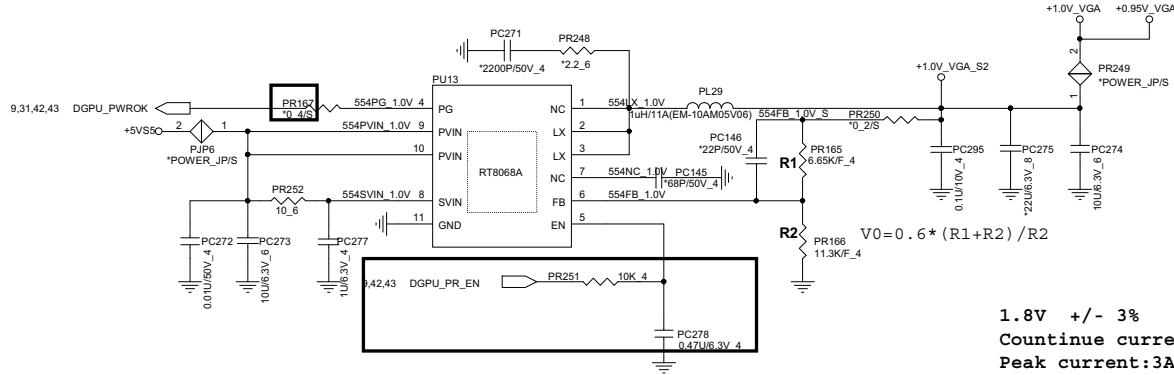 +1.0V_VGA
+0.95V_VGA
PC271
*2200P/50V_4
PR248
*2.2_6
2
PR249
*POWER_JP/S
1
+1.0V_VGA_S2
PU13
9,31,42,43 DGPU_PWROK
PR167
*0_4/S
554PG_1.0V 4 PG
NC 1 554LX_1.0V
PL29
1uH/11A(EM-10AM05V06)
+5VS5 2 1
PJP6
*POWER_JP/S
554PVIN_1.0V 9 PVIN
LX 2
10 PVIN
LX 3
RT8068A
PC146
*22P/50V_4
554FB_1.0V_S
PR250
*0_2/S
R1
PR165
6.65K/F_4
NC 7 554NC_1.0V
PC145
*68P/50V_4
PR252
10_6
554SVIN_1.0V 8 SVIN
FB 6 554FB_1.0V
11 GND
EN 5
PC295
0.1U/10V_4
PC275
*22U/6.3V_8
PC274
10U/6.3V_6
R2
PR166
11.3K/F_4
V0=0.6*(R1+R2)/R2
PC272
0.01U/50V_4
PC273
10U/6.3V_6
PC277
1U/6.3V_4
9,42,43 DGPU_PR_EN
PR251
10K_4
PC278
0.47U/6.3V_4
1.8V +/- 3%
Countinue curre
Peak current:3A